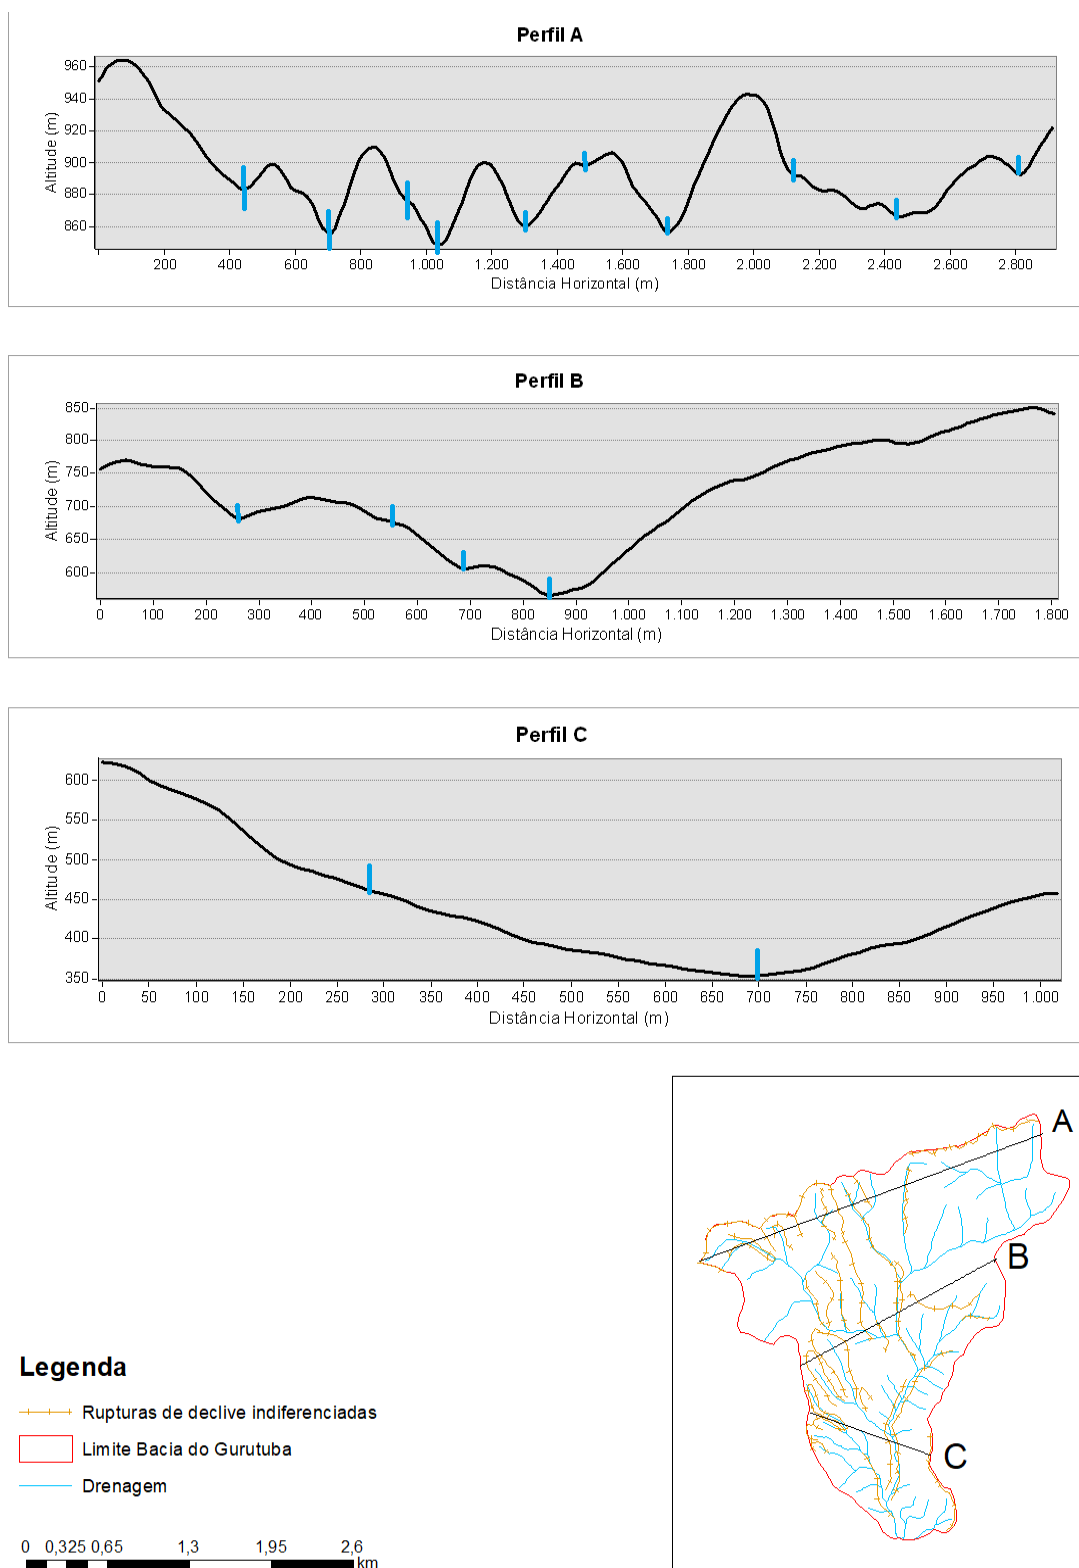 Perfil A
Altitude (m)
960
940
920
900
880
860
200 400 600 800 1.000 1.200 1.400 1.600 1.800 2.000 2.200 2.400 2.600 2.800
Distância Horizontal (m)
Perfil B
Altitude (m)
850
800
750
700
650
600
0 100 200 300 400 500 600 700 800 900 1.000 1.100 1.200 1.300 1.400 1.500 1.600 1.700 1.800
Distância Horizontal (m)
Perfil C
Altitude (m)
600
550
500
450
400
350
0 50 100 150 200 250 300 350 400 450 500 550 600 650 700 750 800 850 900 950 1.000
Distância Horizontal (m)
A
B
C
Legenda
Rupturas de declive indiferenciadas
Limite Bacia do Gurutuba
Drenagem
0 0,325 0,65 1,3 1,95 2,6
km